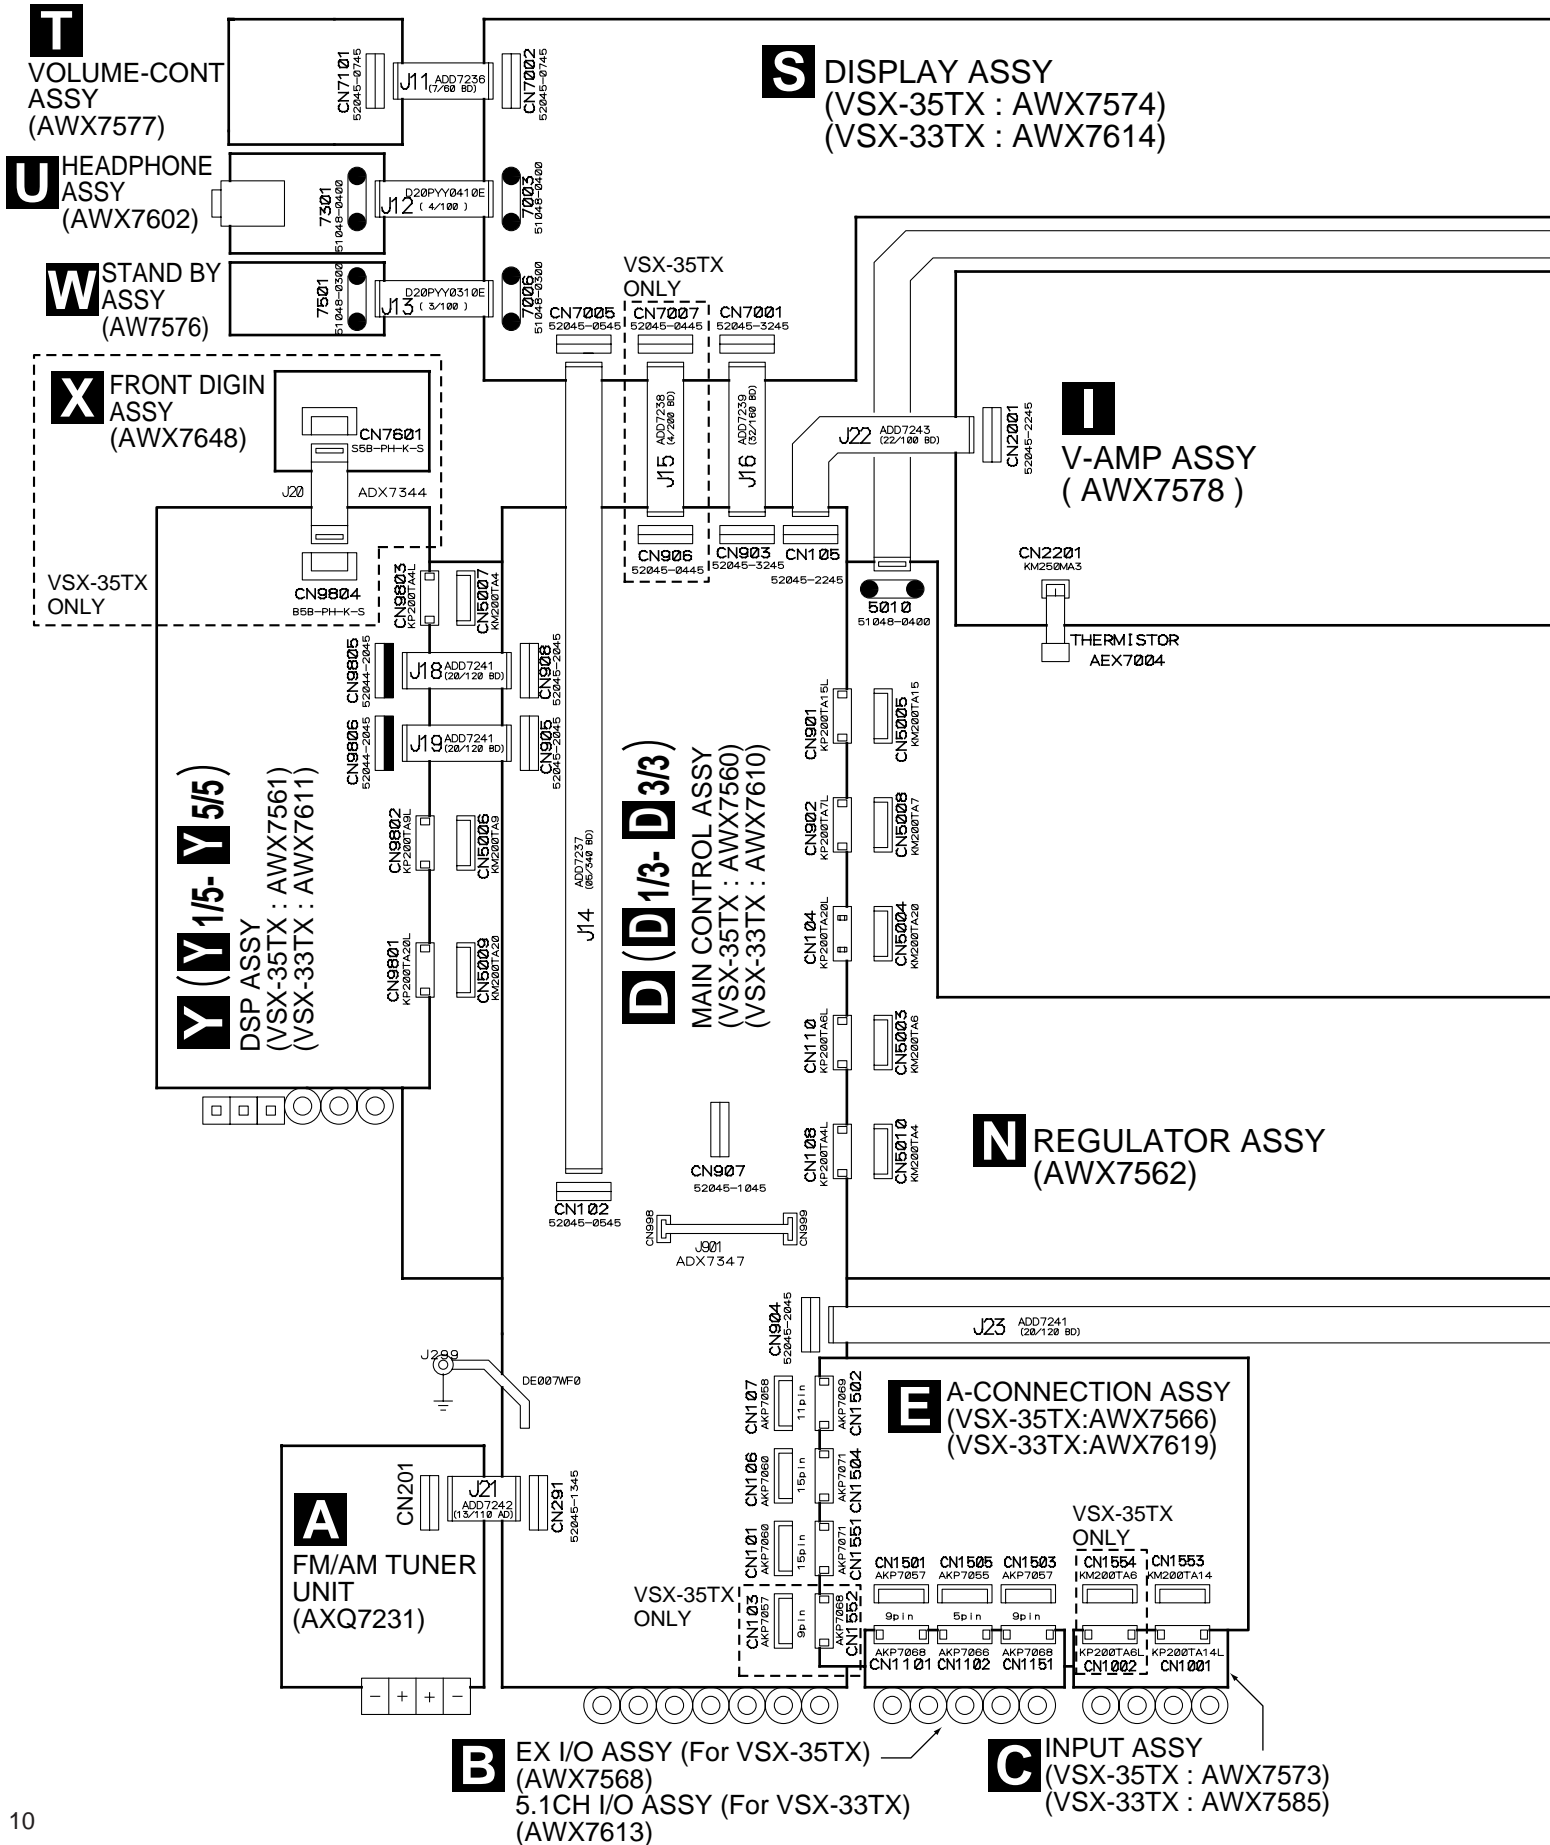 T
VOLUME-CONT
ASSY
(AWX7577)
CN7101
52045-0745
J11 ADD7236
(7/60 BD)
CN7002
52045-0745
S DISPLAY ASSY
(VSX-35TX : AWX7574)
(VSX-33TX : AWX7614)
U HEADPHONE
ASSY
(AWX7602)
7301
51048-0400
J12 D20PYY0410E
( 4/100 )
7003
51048-0400
W STAND BY
ASSY
(AW7576)
7501
51048-0300
J13 D20PYY0310E
( 3/100 )
7006
51048-0300
VSX-35TX
ONLY
CN7005
52045-0545
CN7007
52045-0445
CN7001
52045-3245
X FRONT DIGIN
ASSY
(AWX7648)
CN7601
S5B-PH-K-S
J20 ADX7344
VSX-35TX
ONLY
CN9804
B5B-PH-K-S
J15 ADD7238
(4/200 BD)
J16 ADD7239
(32/160 BD)
J22 ADD7243
(22/100 BD)
CN2001
52045-2245
I
V-AMP ASSY
( AWX7578 )
CN906
52045-0445
CN903
52045-3245
CN105
52045-2245
CN2201
KM250MA3
THERMISTOR
AEX7004
5010
51048-0400
CN9803
KP200TA4L
CN5007
KM200TA4
CN9805
52044-2045
J18 ADD7241
(20/120 BD)
CN908
52045-2045
CN9806
52044-2045
J19 ADD7241
(20/120 BD)
CN905
52045-2045
CN9802
KP200TA9L
CN5006
KM200TA9
CN9801
KP200TA20L
CN5009
KM200TA20
Y (Y 1/5- Y 5/5)
DSP ASSY
(VSX-35TX : AWX7561)
(VSX-33TX : AWX7611)
J14 ADD7237
(05/340 BD)
D (D 1/3- D 3/3)
MAIN CONTROL ASSY
(VSX-35TX : AWX7560)
(VSX-33TX : AWX7610)
CN901
KP200TA15L
CN5005
KM200TA15
CN902
KP200TA7L
CN5008
KM200TA7
CN104
KP200TA20L
CN5004
KM200TA20
CN110
KP200TA6L
CN5003
KM200TA6
CN108
KP200TA4L
CN5010
KM200TA4
N REGULATOR ASSY
(AWX7562)
CN907
52045-1045
CN102
52045-0545
CN998
J901
ADX7347
CN999
CN904
52045-2045
J23 ADD7241
(20/120 BD)
J299
DE007WF0
E A-CONNECTION ASSY
(VSX-35TX:AWX7566)
(VSX-33TX:AWX7619)
CN107
AKP7058
11pin
AKP7069
CN1502
CN106
AKP7060
15pin
AKP7071
CN1504
CN101
AKP7060
15pin
AKP7071
CN1551
VSX-35TX
ONLY
CN103
AKP7057
9pin
AKP7068
CN1552
A
FM/AM TUNER
UNIT
(AXQ7231)
CN201
J21
ADD7242
(13/110 AD)
CN291
52045-1345
VSX-35TX
ONLY
CN1501
AKP7057
CN1505
AKP7055
CN1503
AKP7057
CN1554
KM200TA6
CN1553
KM200TA14
9pin 5pin 9pin
AKP7068
CN1101
AKP7066
CN1102
AKP7068
CN1151
KP200TA6L
CN1002
KP200TA14L
CN1001
− + + −
B EX I/O ASSY (For VSX-35TX)
(AWX7568)
5.1CH I/O ASSY (For VSX-33TX)
(AWX7613)
C INPUT ASSY
(VSX-35TX : AWX7573)
(VSX-33TX : AWX7585)
10